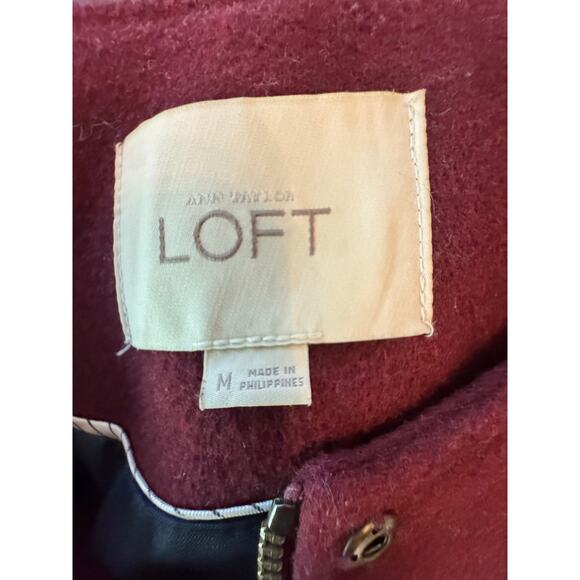 ANN TAYLOR
LOFT
M
MADE IN
PHILIPPINES